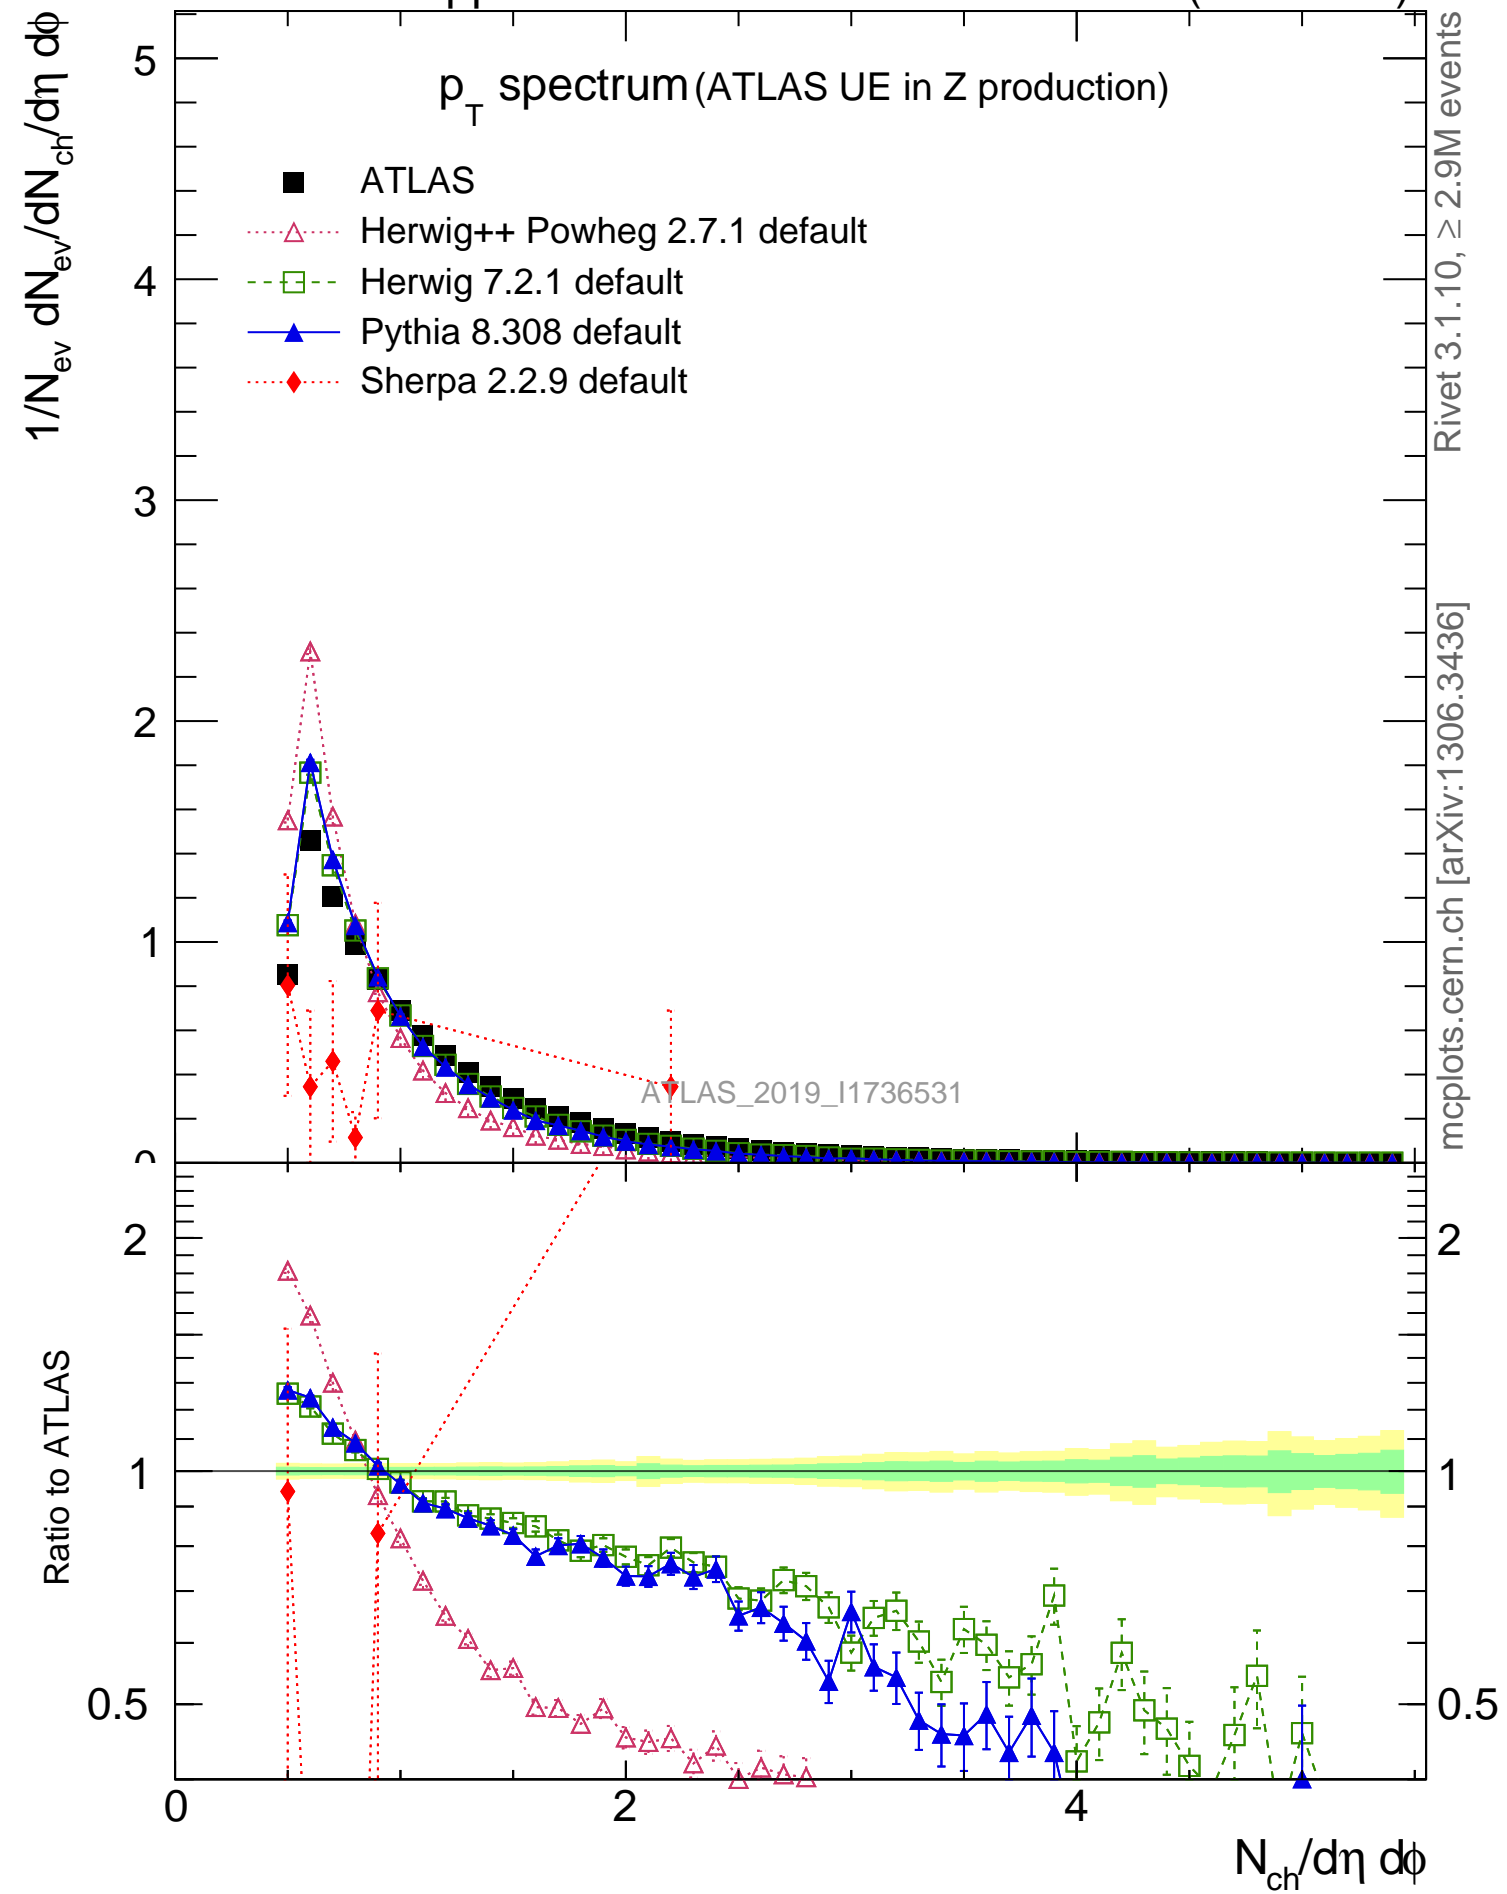 pp
p_T spectrum (ATLAS UE in Z production)
ATLAS
Herwig++ Powheg 2.7.1 default
Herwig 7.2.1 default
Pythia 8.308 default
Sherpa 2.2.9 default
1/N_ev dN_ev/dN_ch/dη dϕ
5
4
3
2
1
0
ATLAS_2019_I1736531
Rivet 3.1.10, ≥ 2.9M events
mcplots.cern.ch [arXiv:1306.3436]
Ratio to ATLAS
2
1
0.5
2
1
0.5
0
2
4
N_ch/dη dϕ